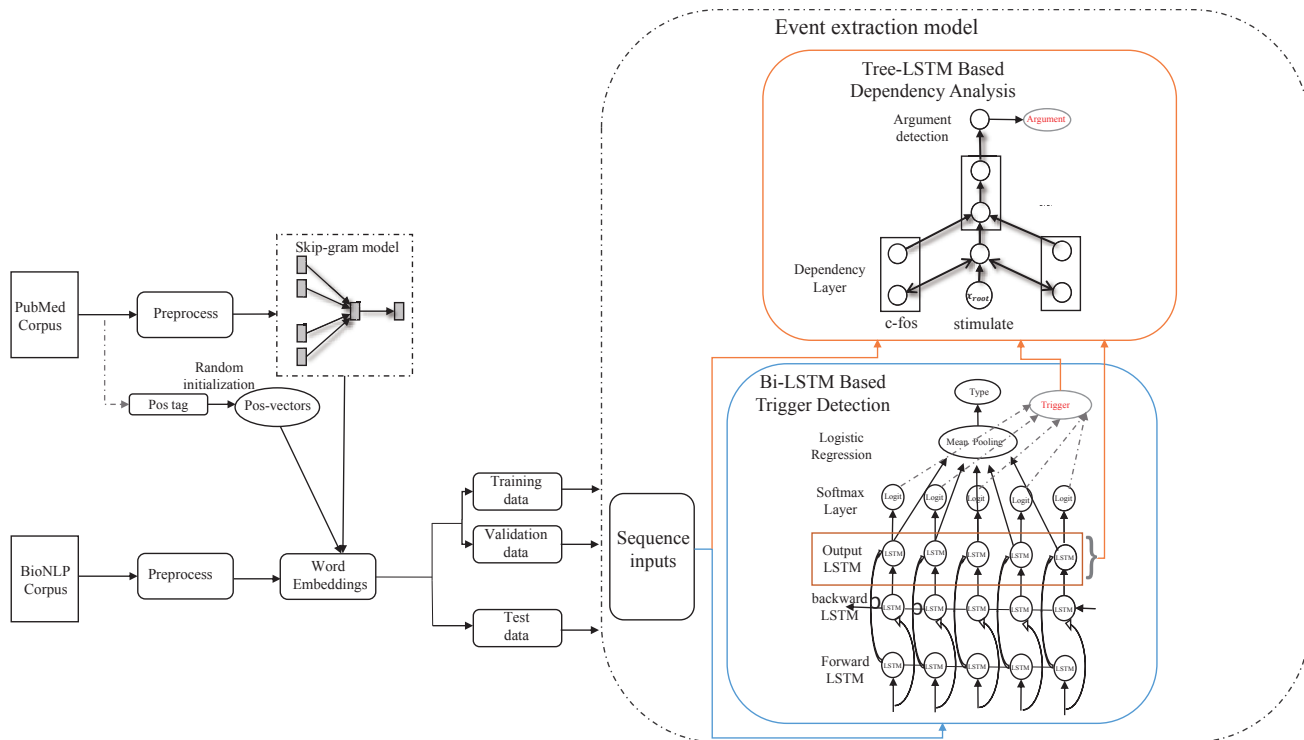 Event extraction model
Tree-LSTM Based
Dependency Analysis
Argument
detection
Argument
Dependency
Layer
x_root
c-fos
stimulate
Skip-gram model
PubMed
Corpus
Preprocess
Random
initialization
Pos tag
Pos-vectors
BioNLP
Corpus
Preprocess
Word
Embeddings
Training
data
Validation
data
Test
data
Sequence
inputs
Bi-LSTM Based
Trigger Detection
Type
Trigger
Logistic
Regression
Mean Pooling
Softmax
Layer
Logit Logit Logit Logit Logit
Output
LSTM
LSTM LSTM LSTM LSTM LSTM
backward
LSTM
LSTM LSTM LSTM LSTM LSTM
Forward
LSTM
LSTM LSTM LSTM LSTM LSTM